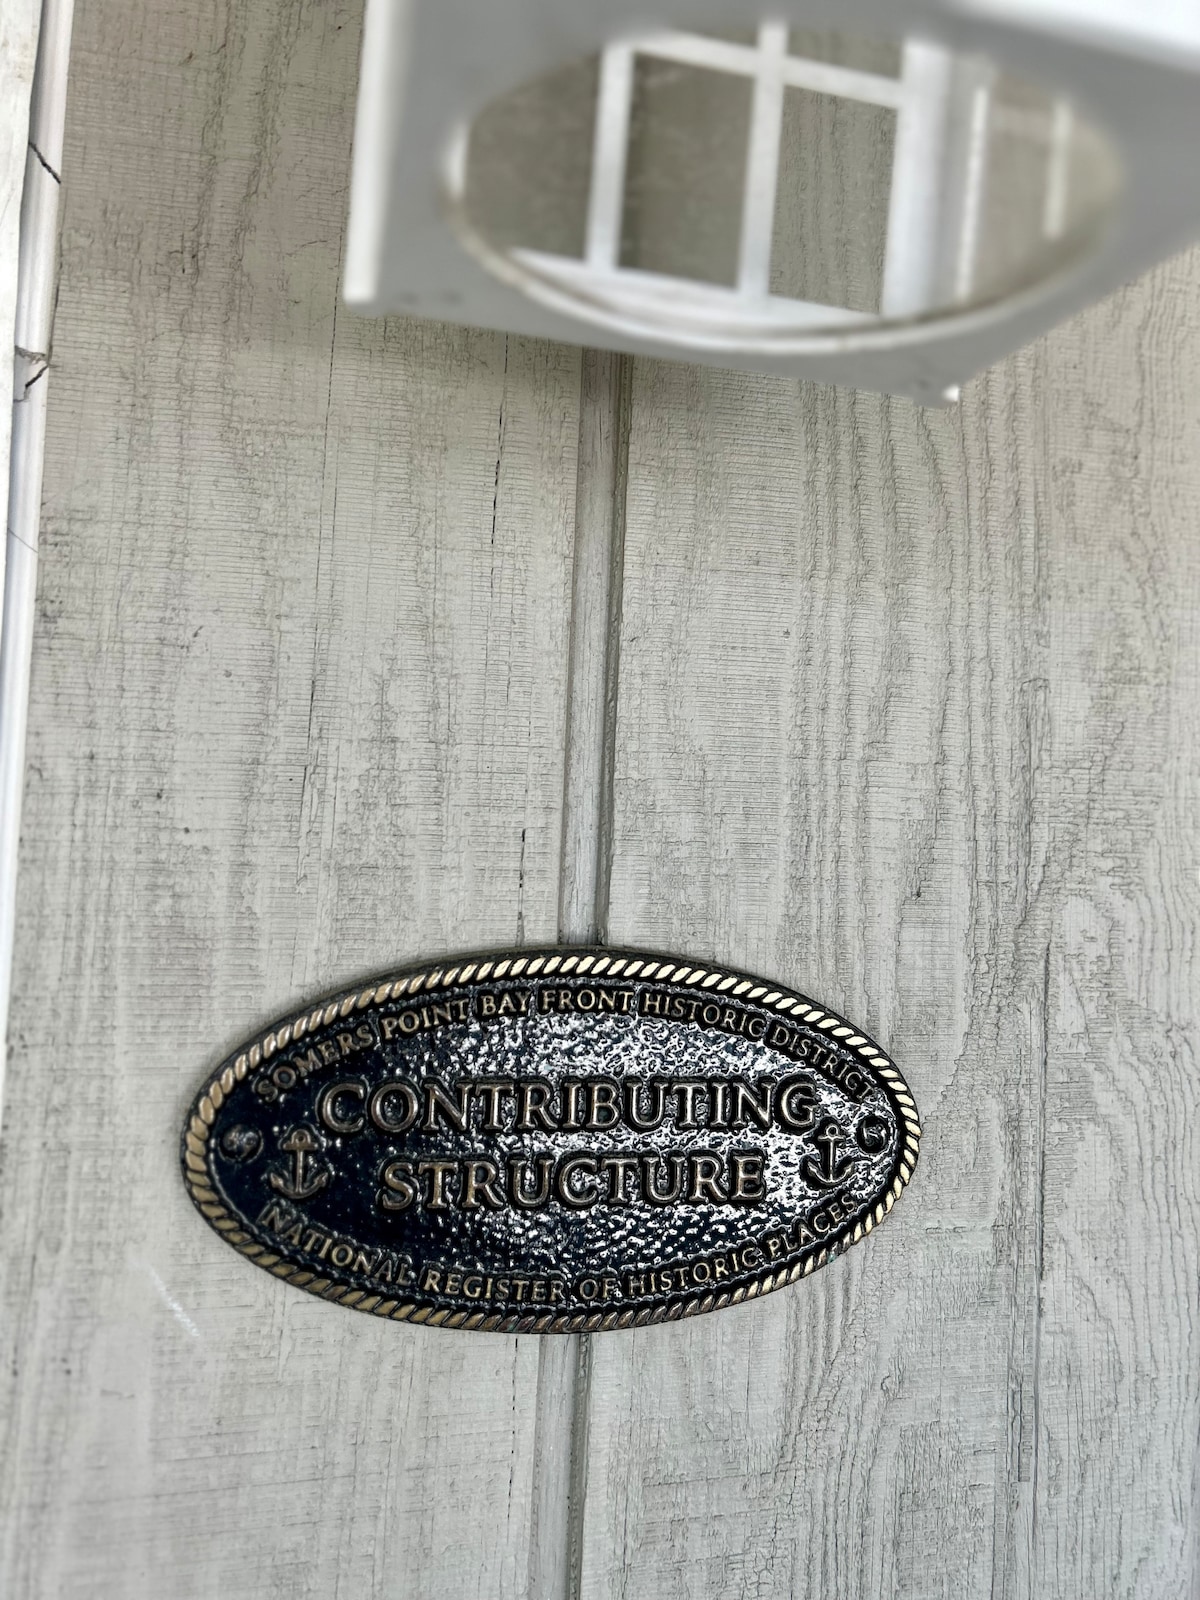 SOMERS POINT BAY FRONT HISTORIC DISTRICT
CONTRIBUTING
STRUCTURE
NATIONAL REGISTER OF HISTORIC PLACES